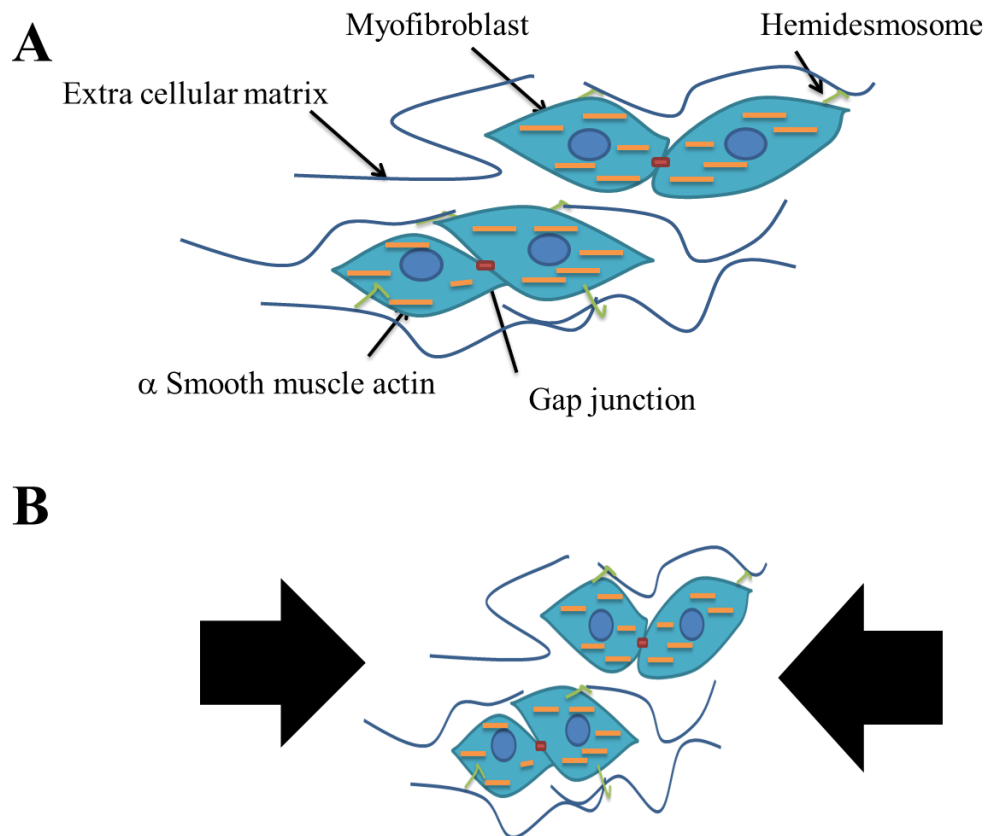 A
Myofibroblast
Hemidesmosome
Extra cellular matrix
α Smooth muscle actin
Gap junction
B